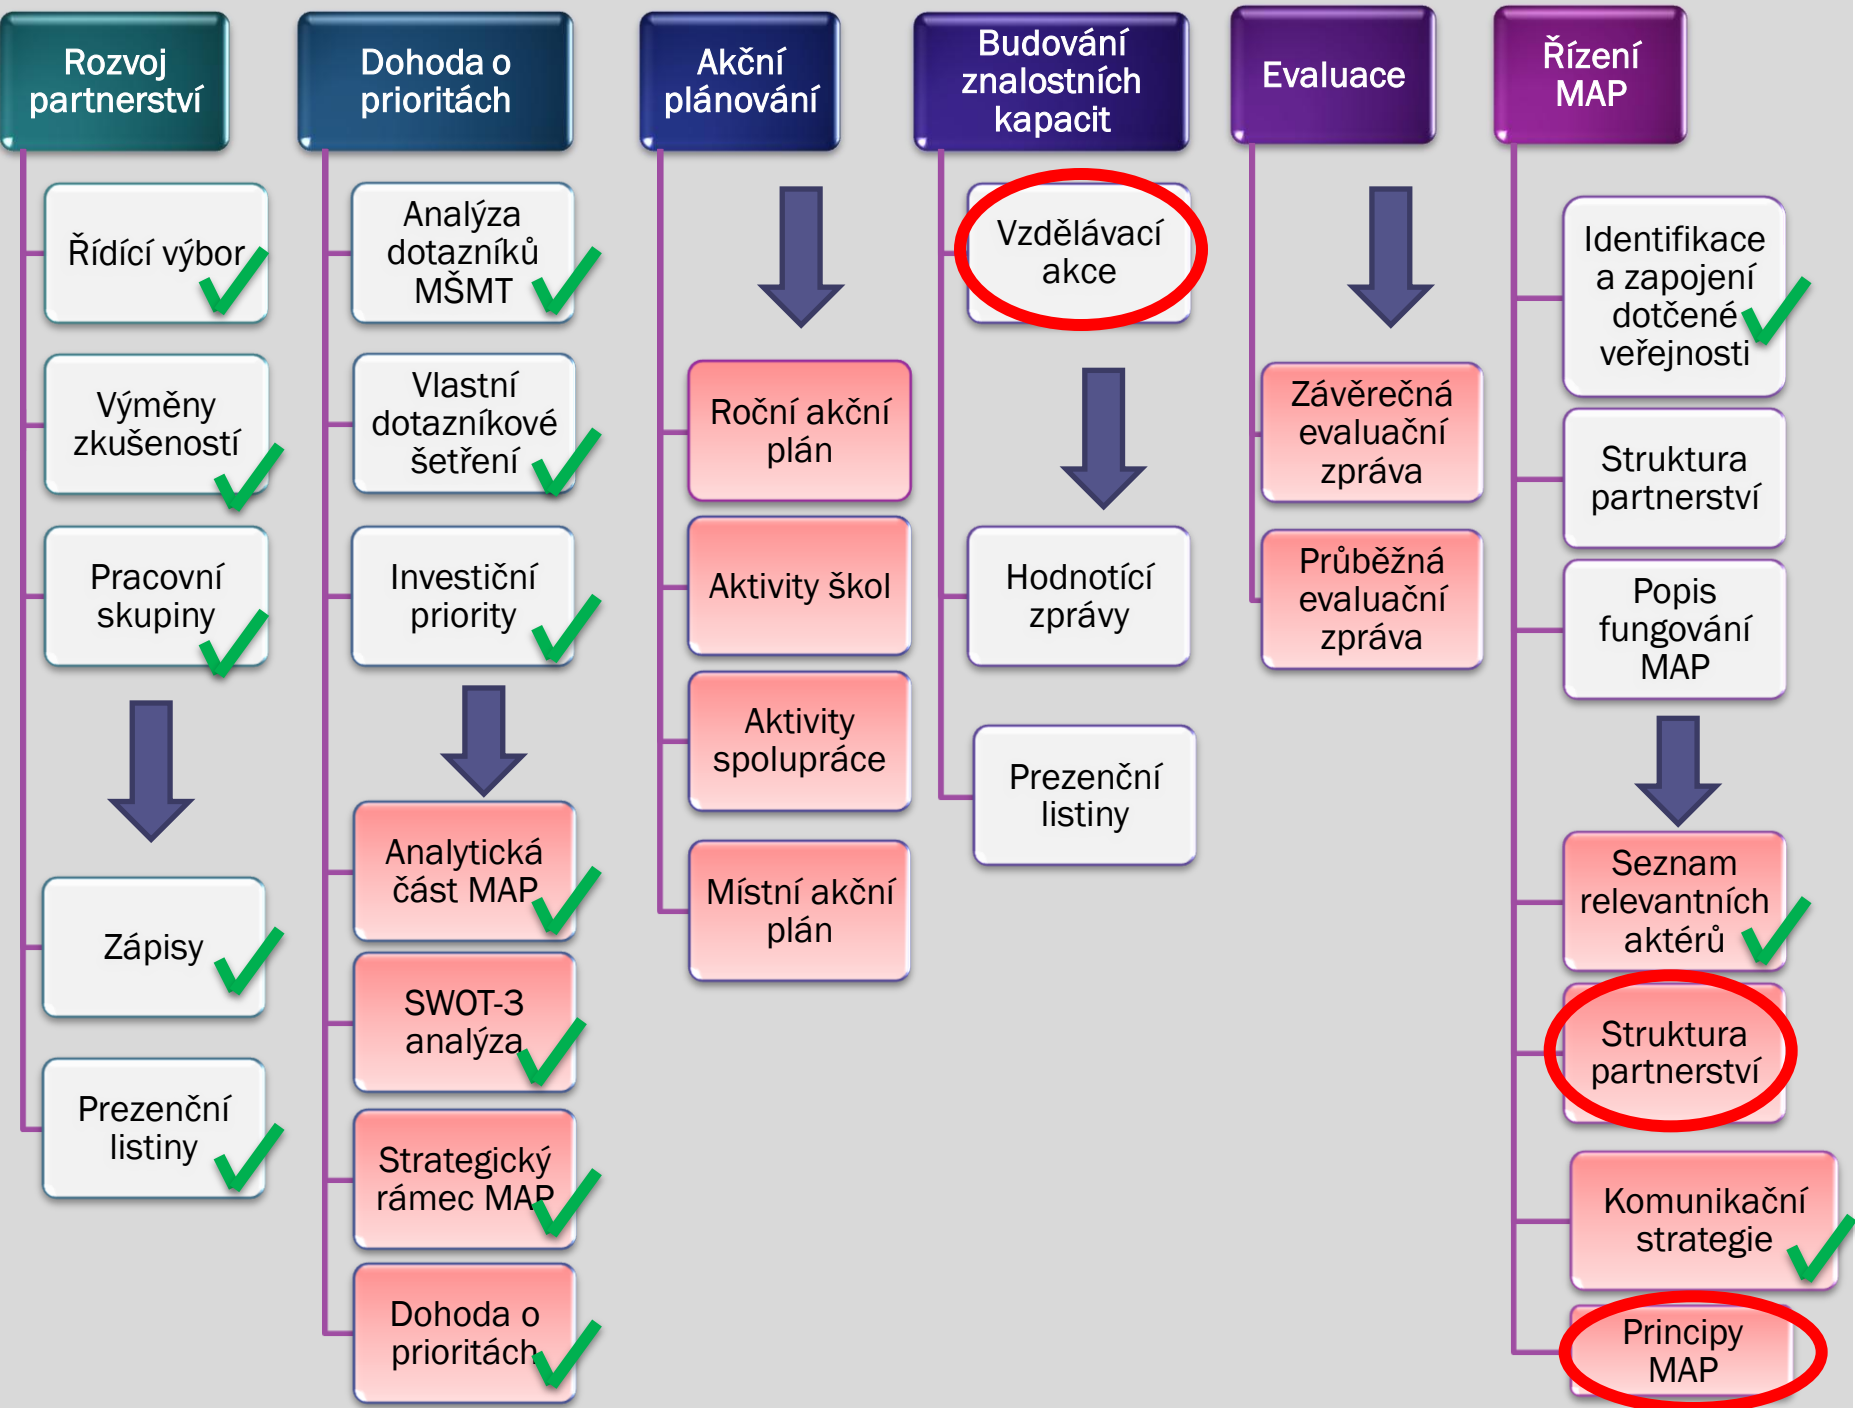 Rozvoj
partnerství
Řídící výbor
Výměny
zkušeností
Pracovní
skupiny
Zápisy
Prezenční
listiny
Dohoda o
prioritách
Analýza
dotazníků
MŠMT
Vlastní
dotazníkové
šetření
Investiční
priority
Analytická
část MAP
SWOT-3
analýza
Strategický
rámec MAP
Dohoda o
prioritách
Akční
plánování
Roční akční
plán
Aktivity škol
Aktivity
spolupráce
Místní akční
plán
Budování
znalostních
kapacit
Vzdělávací
akce
Hodnotící
zprávy
Prezenční
listiny
Evaluace
Závěrečná
evaluační
zpráva
Průběžná
evaluační
zpráva
Řízení
MAP
Identifikace
a zapojení
dotčené
veřejnosti
Struktura
partnerství
Popis
fungování
MAP
Seznam
relevantních
aktérů
Struktura
partnerství
Komunikační
strategie
Principy
MAP